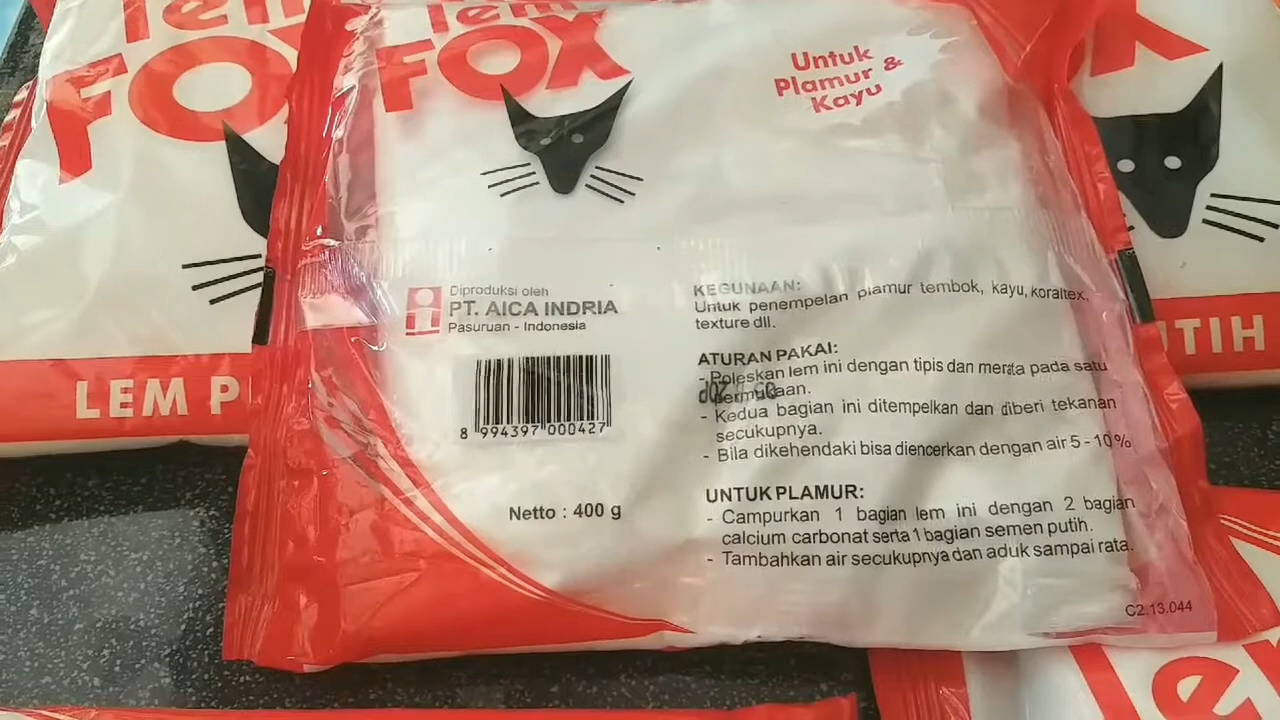 lem
FOX
lem
FOX
Untuk
Plamur &
Kayu
Diproduksi oleh
PT. AICA INDRIA
Pasuruan - Indonesia
8 994397 000427
Netto : 400 g
KEGUNAAN:
Untuk penempelan plamur tembok, kayu, koraltex,
texture dll.
ATURAN PAKAI:
- Poleskan lem ini dengan tipis dan merata pada satu
permukaan.
- Kedua bagian ini ditempelkan dan diberi tekanan
secukupnya.
- Bila dikehendaki bisa diencerkan dengan air 5 - 10%
UNTUK PLAMUR:
- Campurkan 1 bagian lem ini dengan 2 bagian
calcium carbonat serta 1 bagian semen putih.
- Tambahkan air secukupnya dan aduk sampai rata.
C2.13.044
LEM P
X
UTIH
ler